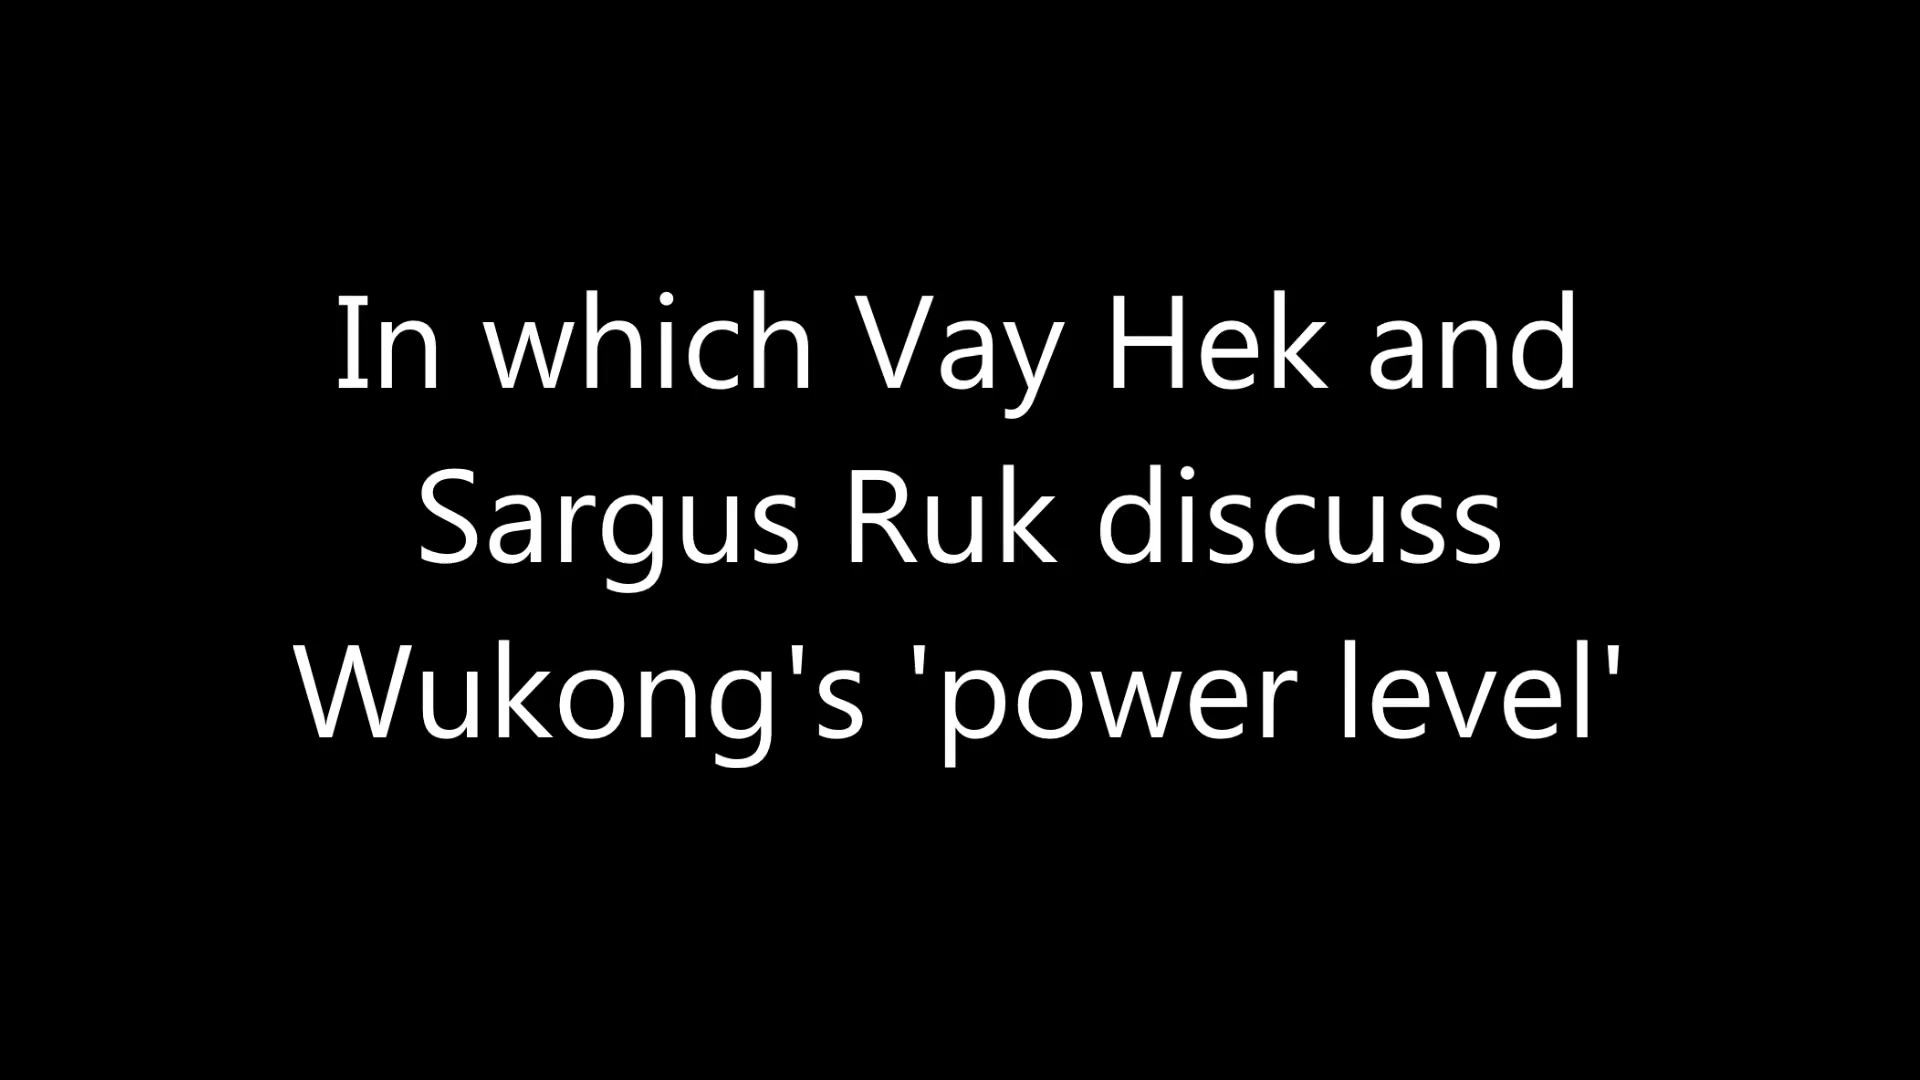 In which Vay Hek and
Sargus Ruk discuss
Wukong's 'power level'